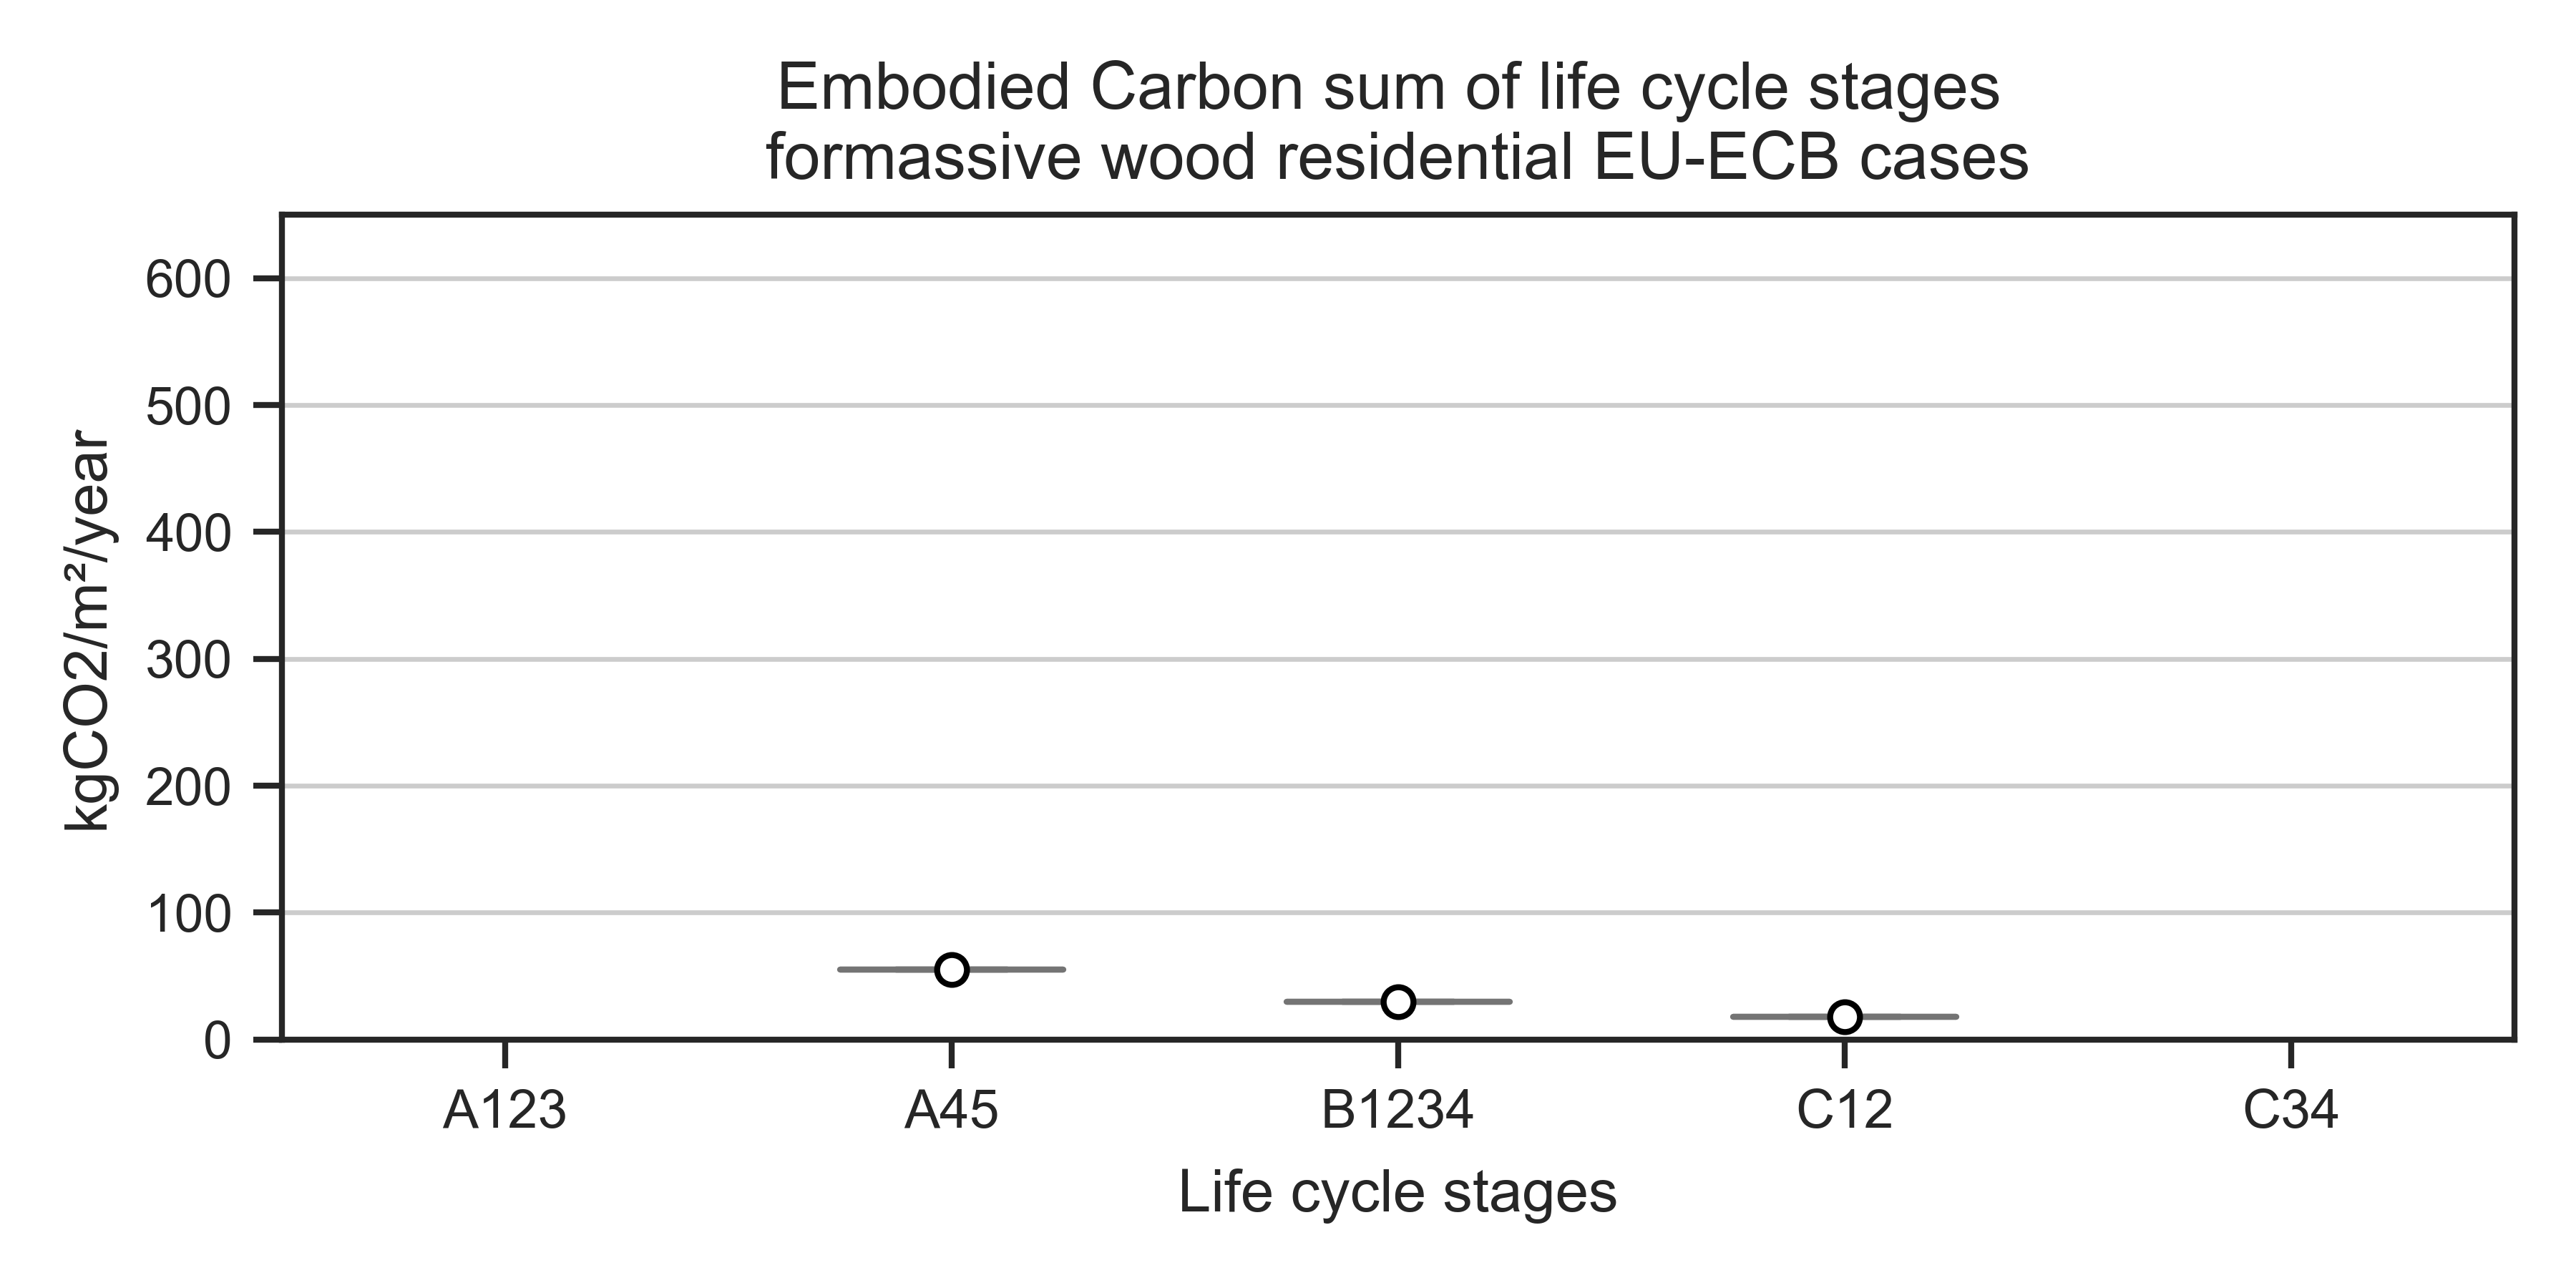 Embodied Carbon sum of life cycle stages
formassive wood residential EU-ECB cases
kgCO2/m²/year
600
500
400
300
200
100
0
A123 A45 B1234 C12 C34
Life cycle stages